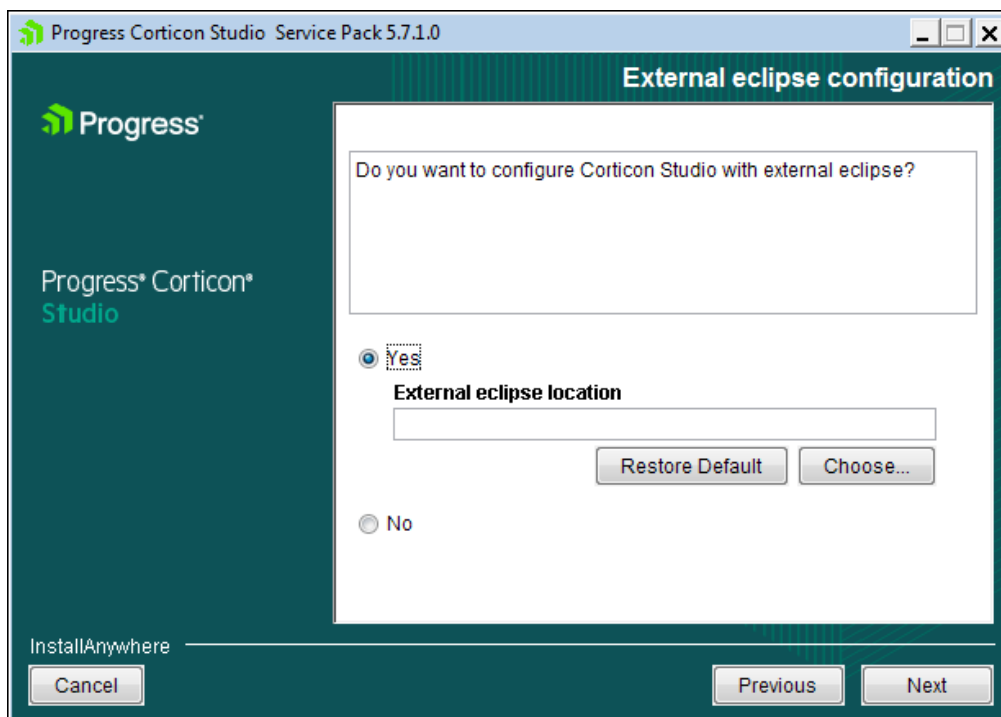 Progress Corticon Studio  Service Pack 5.7.1.0
External eclipse configuration
Progress®
Do you want to configure Corticon Studio with external eclipse?
Progress® Corticon®
Studio
Yes
External eclipse location
Restore Default
Choose...
No
InstallAnywhere
Cancel
Previous
Next